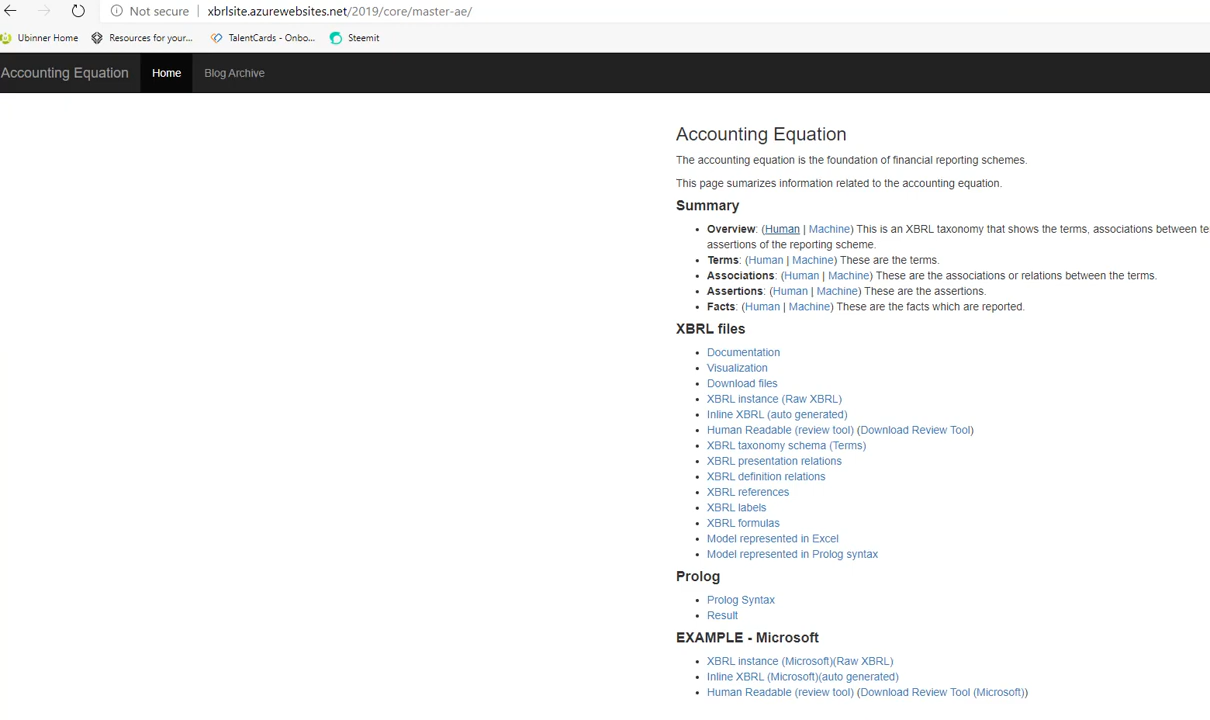 Not secure | xbrlsite.azurewebsites.net/2019/core/master-ae/
Ubinner Home Resources for your... TalentCards - Onbo... Steemit
Accounting Equation Home Blog Archive
Accounting Equation
The accounting equation is the foundation of financial reporting schemes.
This page sumarizes information related to the accounting equation.
Summary
• Overview: (Human | Machine) This is an XBRL taxonomy that shows the terms, associations between te
assertions of the reporting scheme.
• Terms: (Human | Machine) These are the terms.
• Associations: (Human | Machine) These are the associations or relations between the terms.
• Assertions: (Human | Machine) These are the assertions.
• Facts: (Human | Machine) These are the facts which are reported.
XBRL files
• Documentation
• Visualization
• Download files
• XBRL instance (Raw XBRL)
• Inline XBRL (auto generated)
• Human Readable (review tool) (Download Review Tool)
• XBRL taxonomy schema (Terms)
• XBRL presentation relations
• XBRL definition relations
• XBRL references
• XBRL labels
• XBRL formulas
• Model represented in Excel
• Model represented in Prolog syntax
Prolog
• Prolog Syntax
• Result
EXAMPLE - Microsoft
• XBRL instance (Microsoft)(Raw XBRL)
• Inline XBRL (Microsoft)(auto generated)
• Human Readable (review tool) (Download Review Tool (Microsoft))